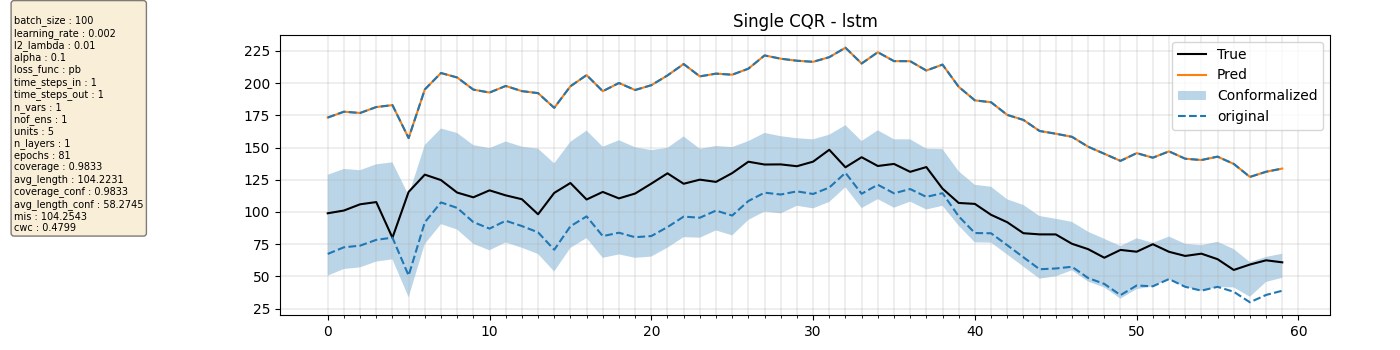 batch_size : 100
learning_rate : 0.002
l2_lambda : 0.01
alpha : 0.1
loss_func : pb
time_steps_in : 1
time_steps_out : 1
n_vars : 1
nof_ens : 1
units : 5
n_layers : 1
epochs : 81
coverage : 0.9833
avg_length : 104.2231
coverage_conf : 0.9833
avg_length_conf : 58.2745
mis : 104.2543
cwc : 0.4799
Single CQR - lstm
225
200
175
150
125
100
75
50
25
True
Pred
Conformalized
original
0 10 20 30 40 50 60